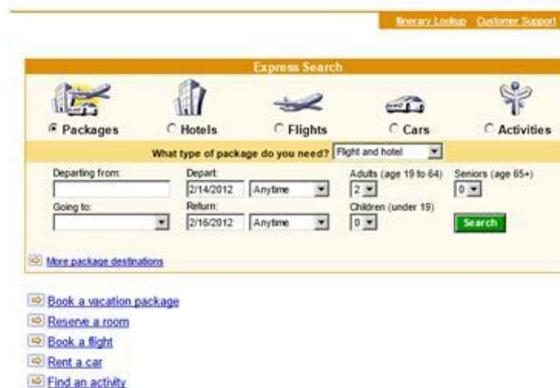 Itinerary Lookup Customer Support
Express Search
Packages Hotels Flights Cars Activities
What type of package do you need? Flight and hotel
Departing from: Depart: Adults (age 19 to 64) Seniors (age 65+)
2/14/2012 Anytime 2 0
Going to: Return: Children (under 19)
2/16/2012 Anytime 0 Search
More package destinations
Book a vacation package
Reserve a room
Book a flight
Rent a car
Find an activity